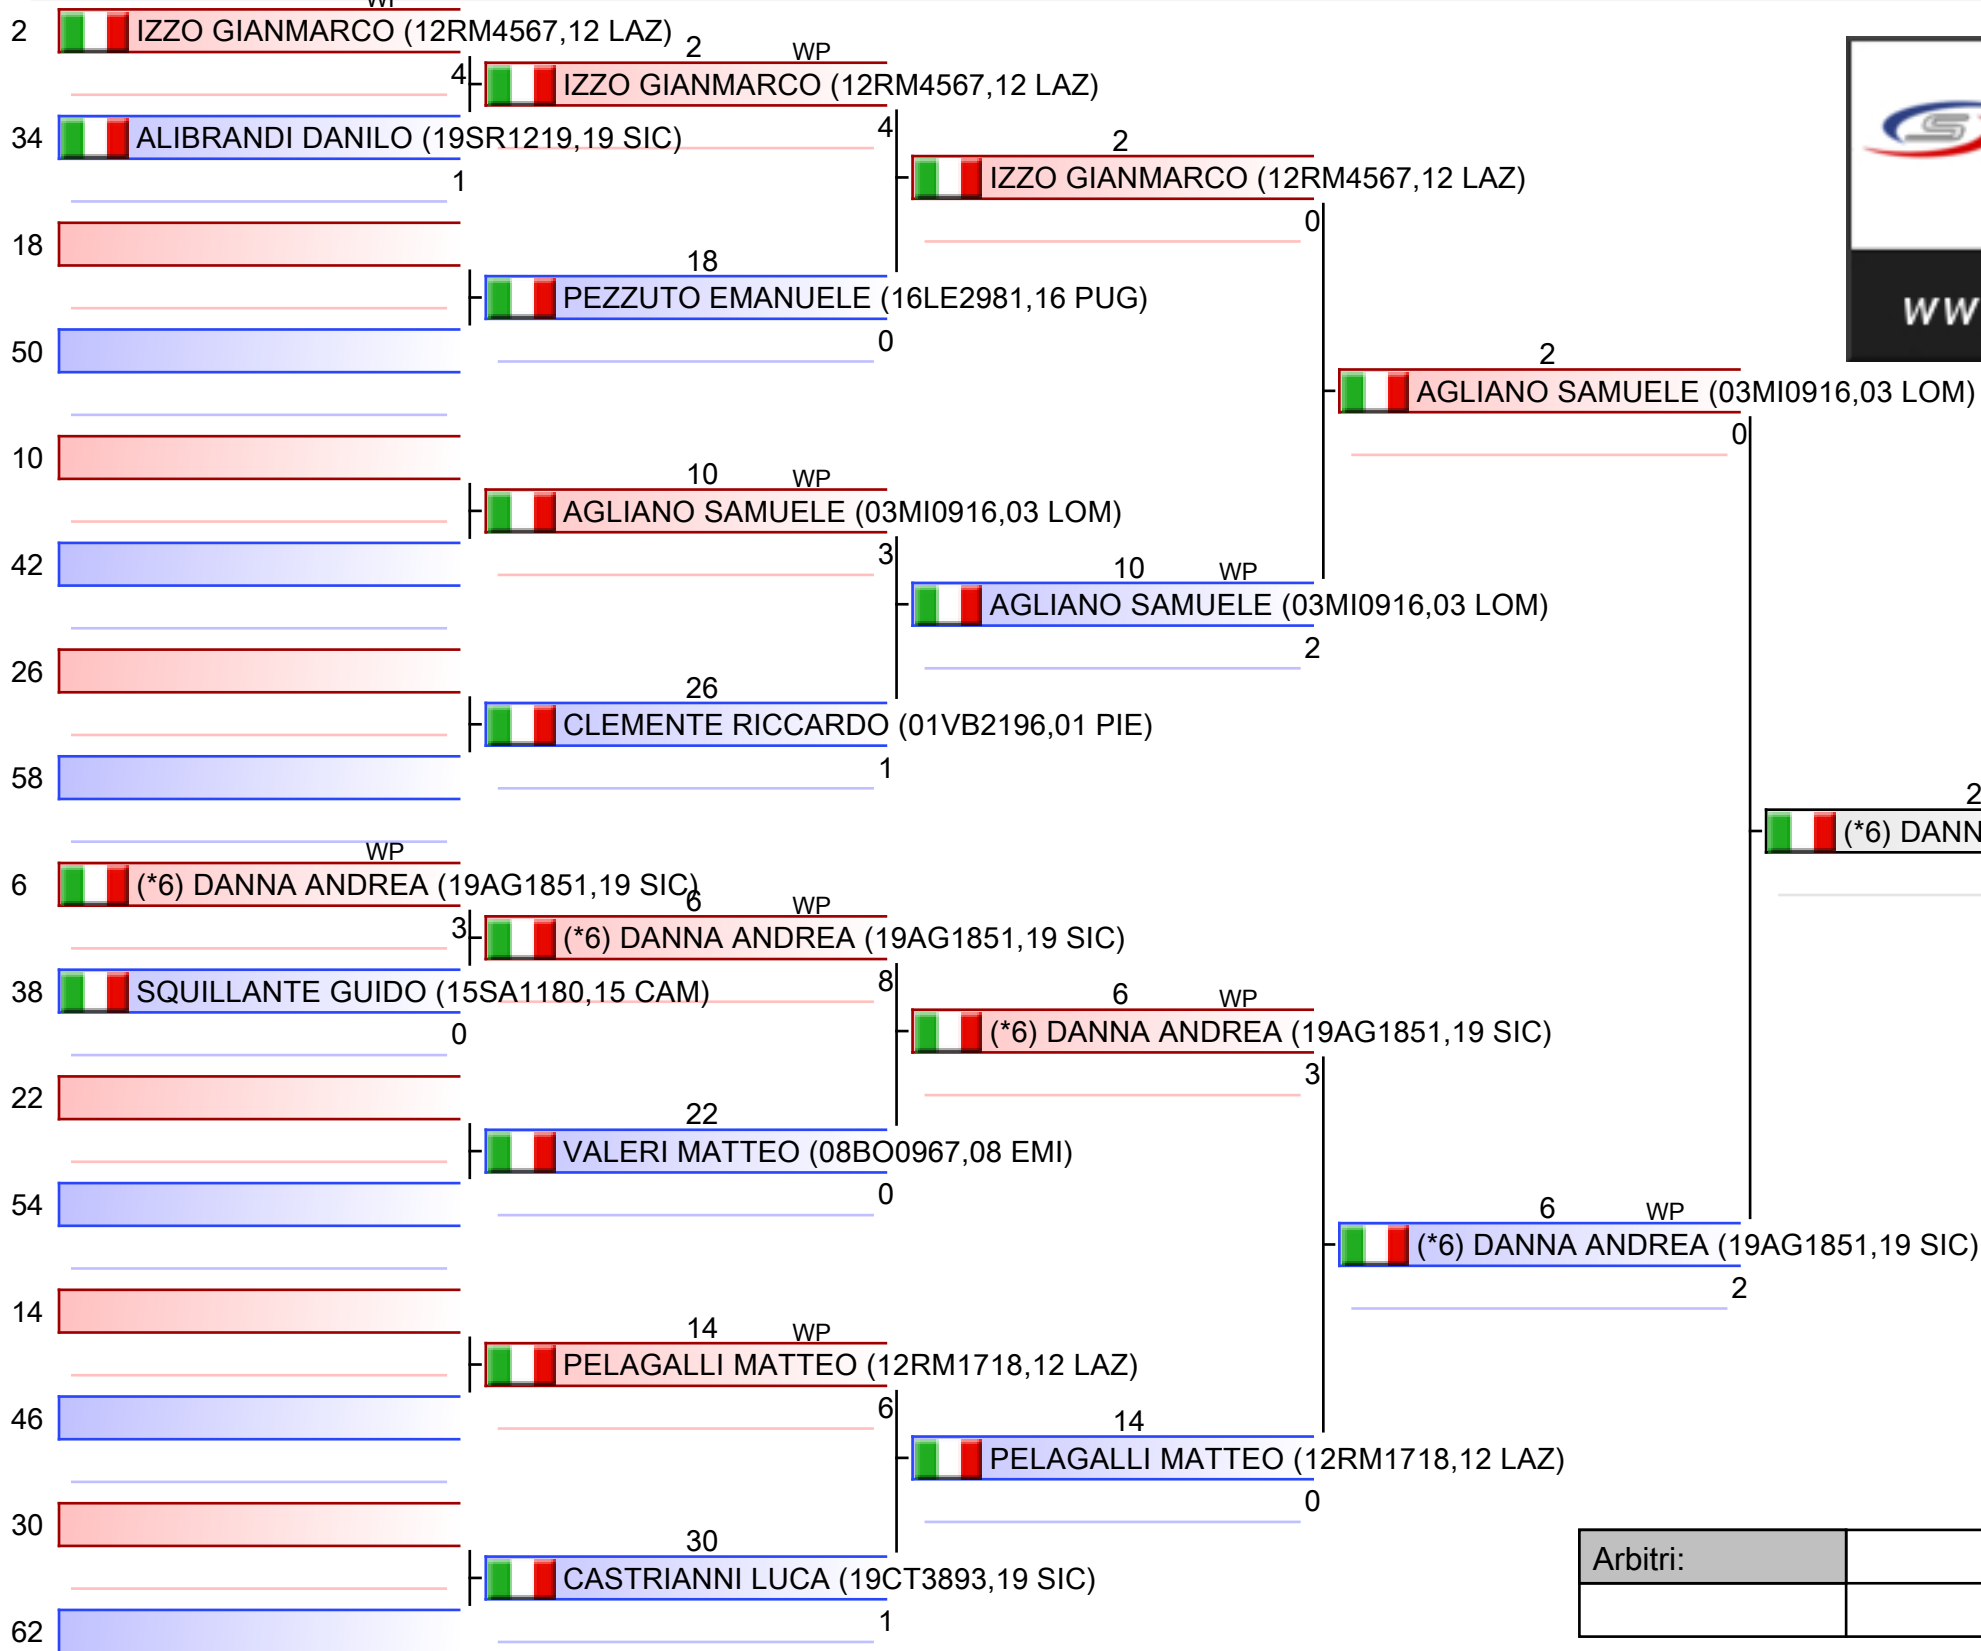 WP
2 IZZO GIANMARCO (12RM4567,12 LAZ)
4
34 ALIBRANDI DANILO (19SR1219,19 SIC)
1
18
50
10
42
26
58
WP
6 (*6) DANNA ANDREA (19AG1851,19 SIC)
3
38 SQUILLANTE GUIDO (15SA1180,15 CAM)
0
22
54
14
46
30
62
2 WP
IZZO GIANMARCO (12RM4567,12 LAZ)
4
18
PEZZUTO EMANUELE (16LE2981,16 PUG)
0
10 WP
AGLIANO SAMUELE (03MI0916,03 LOM)
3
26
CLEMENTE RICCARDO (01VB2196,01 PIE)
1
6 WP
(*6) DANNA ANDREA (19AG1851,19 SIC)
8
22
VALERI MATTEO (08BO0967,08 EMI)
0
14 WP
PELAGALLI MATTEO (12RM1718,12 LAZ)
6
30
CASTRIANNI LUCA (19CT3893,19 SIC)
1
2
IZZO GIANMARCO (12RM4567,12 LAZ)
0
10 WP
AGLIANO SAMUELE (03MI0916,03 LOM)
2
6 WP
(*6) DANNA ANDREA (19AG1851,19 SIC)
3
14
PELAGALLI MATTEO (12RM1718,12 LAZ)
0
2
AGLIANO SAMUELE (03MI0916,03 LOM)
0
6 WP
(*6) DANNA ANDREA (19AG1851,19 SIC)
2
2
(*6) DANN
S
ww
Arbitri: